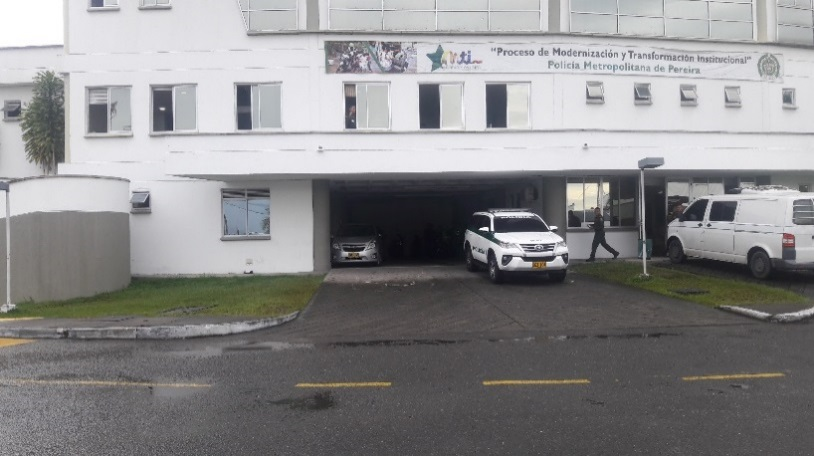 "Proceso de Modernización y Transformación Institucional"
Policía Metropolitana de Pereira